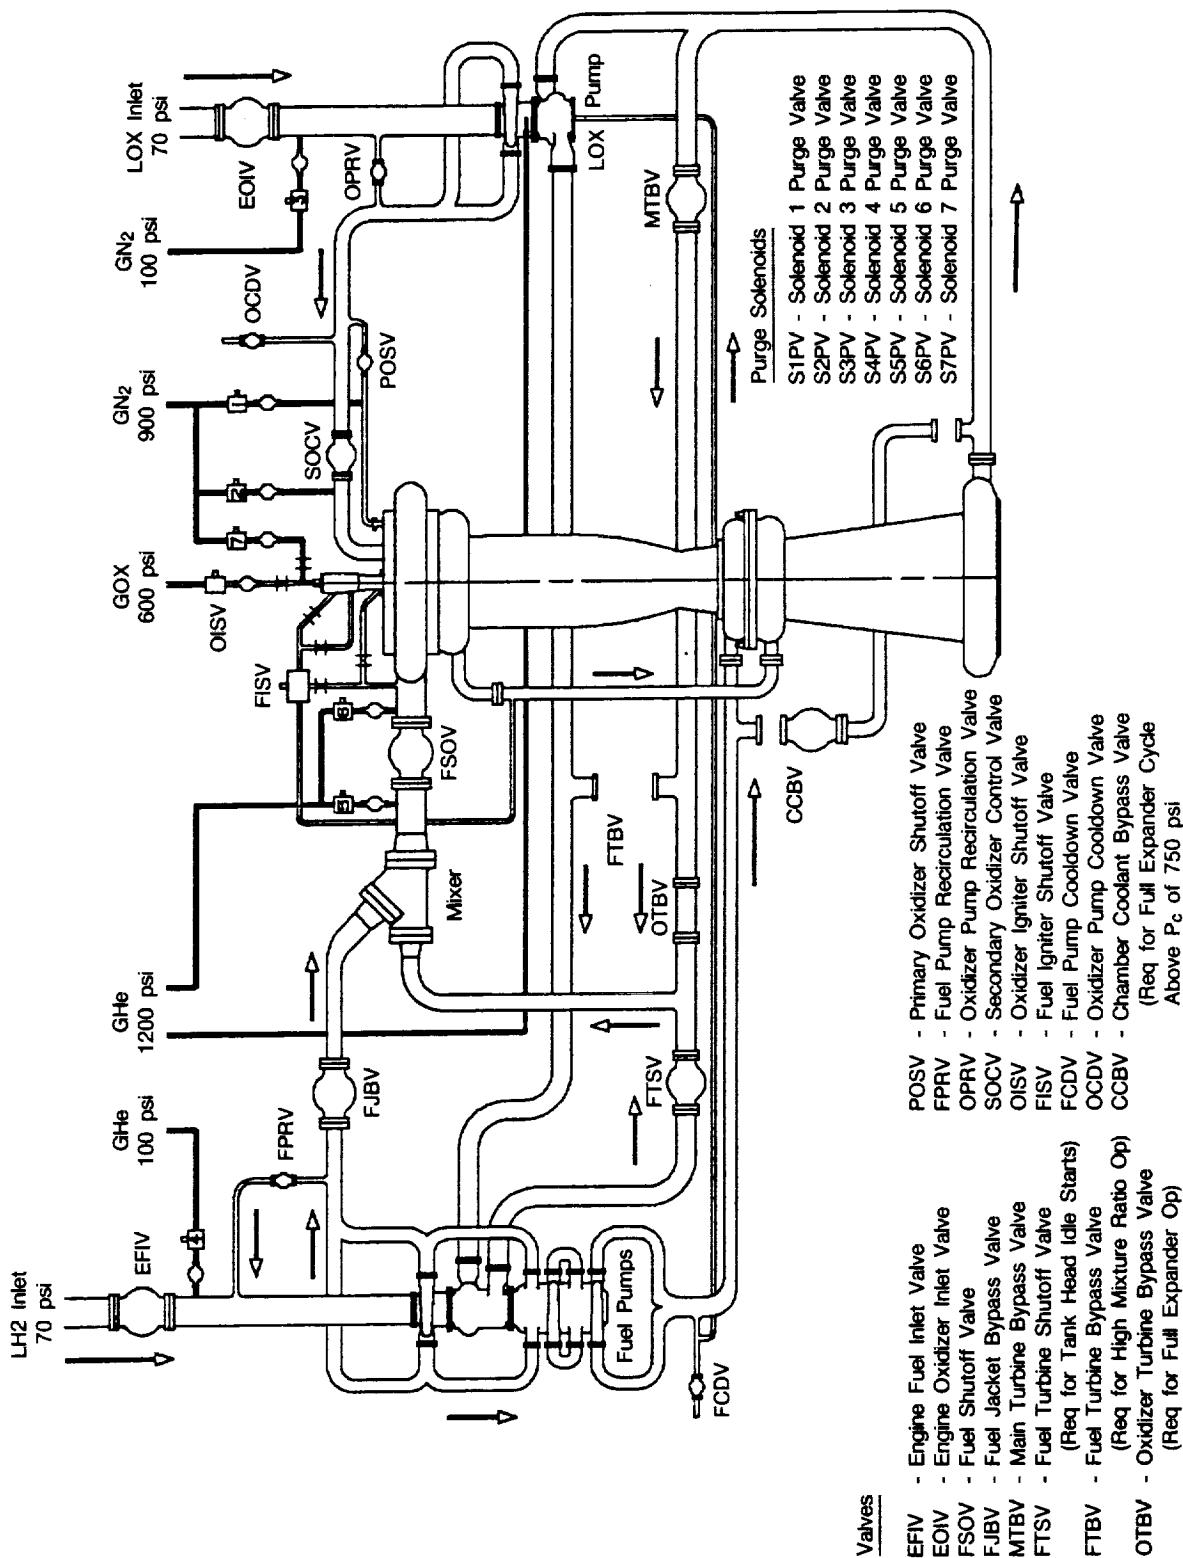 LH2 Inlet
70 psi
EFIV
GHe
100 psi
4
FPRV
FJBV
GHe
1200 psi
Mixer
5
6
FSOV
FISV
OISV
GOX
600 psi
7
2
1
GN2
900 psi
SOCV
POSV
OCDV
GN2
100 psi
3
EOIV
OPRV
LOX Inlet
70 psi
LOX Pump
MTBV
FTBV
OTBV
FTSV
CCBV
Fuel Pumps
FCDV
Purge Solenoids
S1PV - Solenoid 1 Purge Valve
S2PV - Solenoid 2 Purge Valve
S3PV - Solenoid 3 Purge Valve
S4PV - Solenoid 4 Purge Valve
S5PV - Solenoid 5 Purge Valve
S6PV - Solenoid 6 Purge Valve
S7PV - Solenoid 7 Purge Valve
Valves
EFIV - Engine Fuel Inlet Valve
EOIV - Engine Oxidizer Inlet Valve
FSOV - Fuel Shutoff Valve
FJBV - Fuel Jacket Bypass Valve
MTBV - Main Turbine Bypass Valve
FTSV - Fuel Turbine Shutoff Valve
(Req for Tank Head Idle Starts)
FTBV - Fuel Turbine Bypass Valve
(Req for High Mixture Ratio Op)
OTBV - Oxidizer Turbine Bypass Valve
(Req for Full Expander Op)
POSV - Primary Oxidizer Shutoff Valve
FPRV - Fuel Pump Recirculation Valve
OPRV - Oxidizer Pump Recirculation Valve
SOCV - Secondary Oxidizer Control Valve
OISV - Oxidizer Igniter Shutoff Valve
FISV - Fuel Igniter Shutoff Valve
FCDV - Fuel Pump Cooldown Valve
OCDV - Oxidizer Pump Cooldown Valve
CCBV - Chamber Coolant Bypass Valve
(Req for Full Expander Cycle
Above Pc of 750 psi